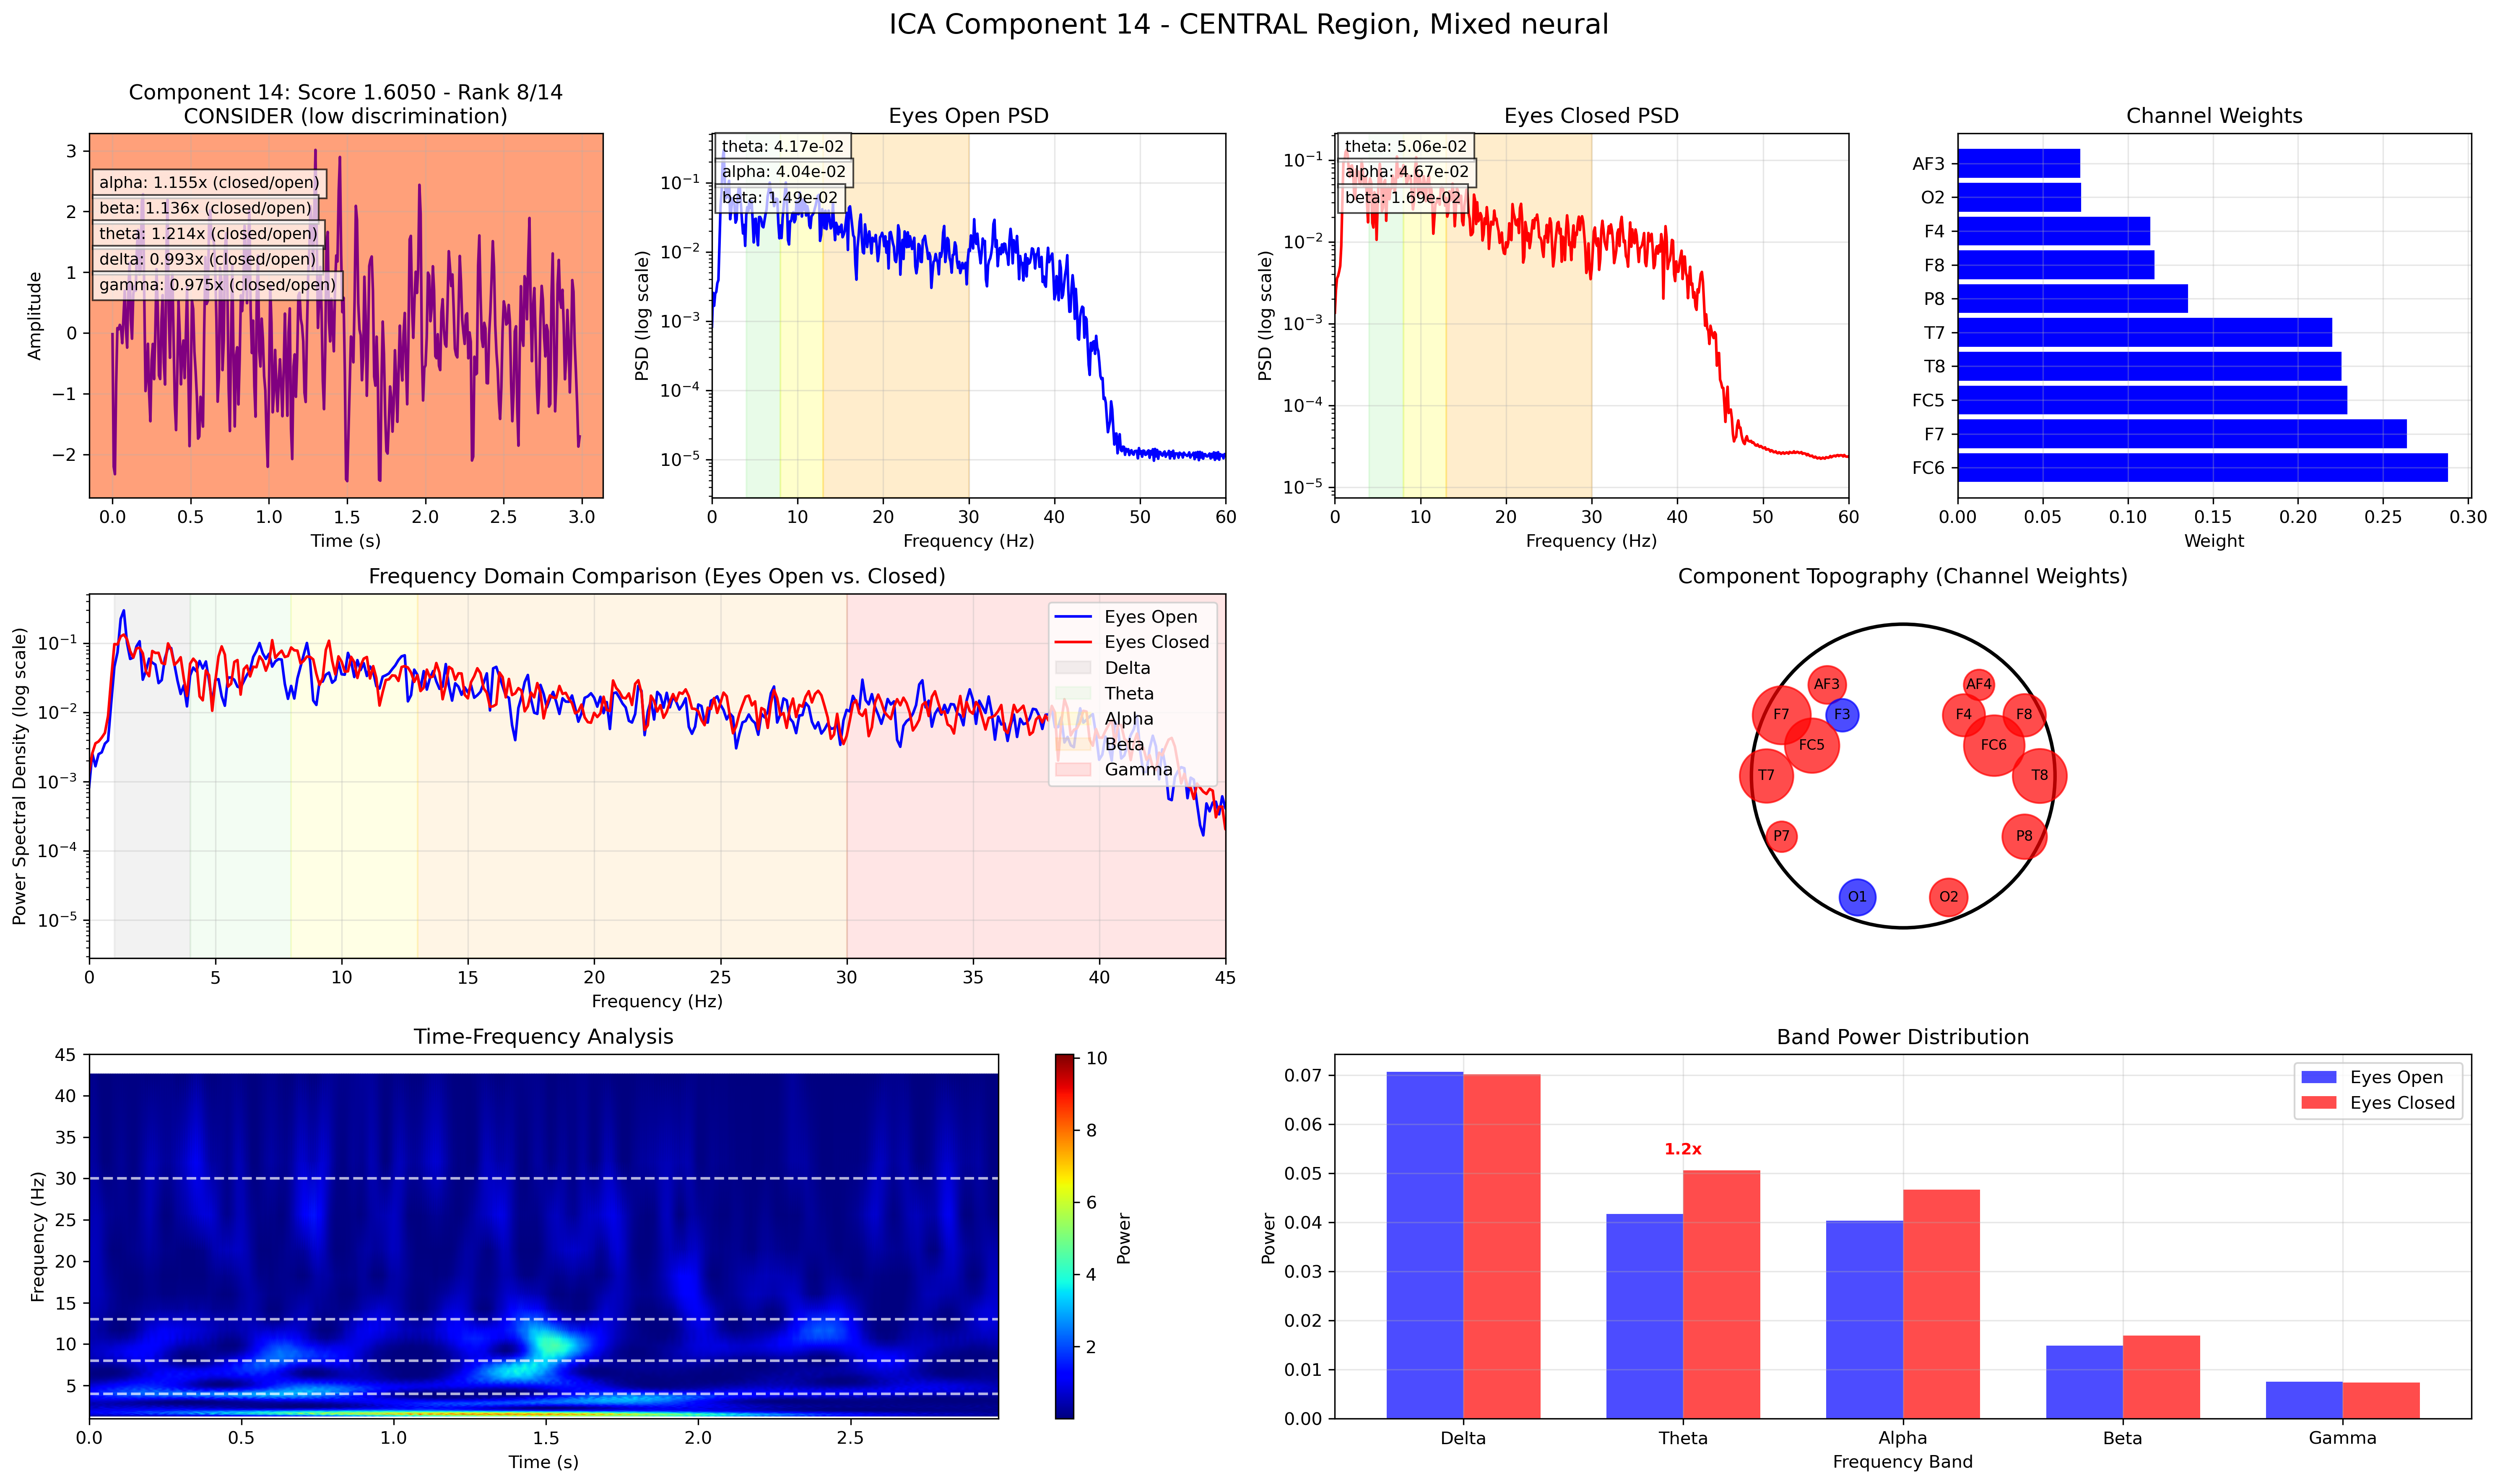 ICA Component 14 - CENTRAL Region, Mixed neural
Component 14: Score 1.6050 - Rank 8/14
CONSIDER (low discrimination)
alpha: 1.155x (closed/open)
beta: 1.136x (closed/open)
theta: 1.214x (closed/open)
delta: 0.993x (closed/open)
gamma: 0.975x (closed/open)
Amplitude
3
2
1
0
−1
−2
0.0 0.5 1.0 1.5 2.0 2.5 3.0
Time (s)
Eyes Open PSD
theta: 4.17e-02
alpha: 4.04e-02
beta: 1.49e-02
PSD (log scale)
10⁻¹
10⁻²
10⁻³
10⁻⁴
10⁻⁵
0 10 20 30 40 50 60
Frequency (Hz)
Eyes Closed PSD
theta: 5.06e-02
alpha: 4.67e-02
beta: 1.69e-02
PSD (log scale)
10⁻¹
10⁻²
10⁻³
10⁻⁴
10⁻⁵
0 10 20 30 40 50 60
Frequency (Hz)
Channel Weights
AF3
O2
F4
F8
P8
T7
T8
FC5
F7
FC6
0.00 0.05 0.10 0.15 0.20 0.25 0.30
Weight
Frequency Domain Comparison (Eyes Open vs. Closed)
Power Spectral Density (log scale)
10⁻¹
10⁻²
10⁻³
10⁻⁴
10⁻⁵
Eyes Open
Eyes Closed
Delta
Theta
Alpha
Beta
Gamma
0 5 10 15 20 25 30 35 40 45
Frequency (Hz)
Component Topography (Channel Weights)
AF3 AF4
F7 F3 F4 F8
FC5 FC6
T7 T8
P7 P8
O1 O2
Time-Frequency Analysis
Frequency (Hz)
45
40
35
30
25
20
15
10
5
0.0 0.5 1.0 1.5 2.0 2.5
Time (s)
10
8
6
4
2
Power
Band Power Distribution
Eyes Open
Eyes Closed
1.2x
Power
0.07
0.06
0.05
0.04
0.03
0.02
0.01
0.00
Delta Theta Alpha Beta Gamma
Frequency Band